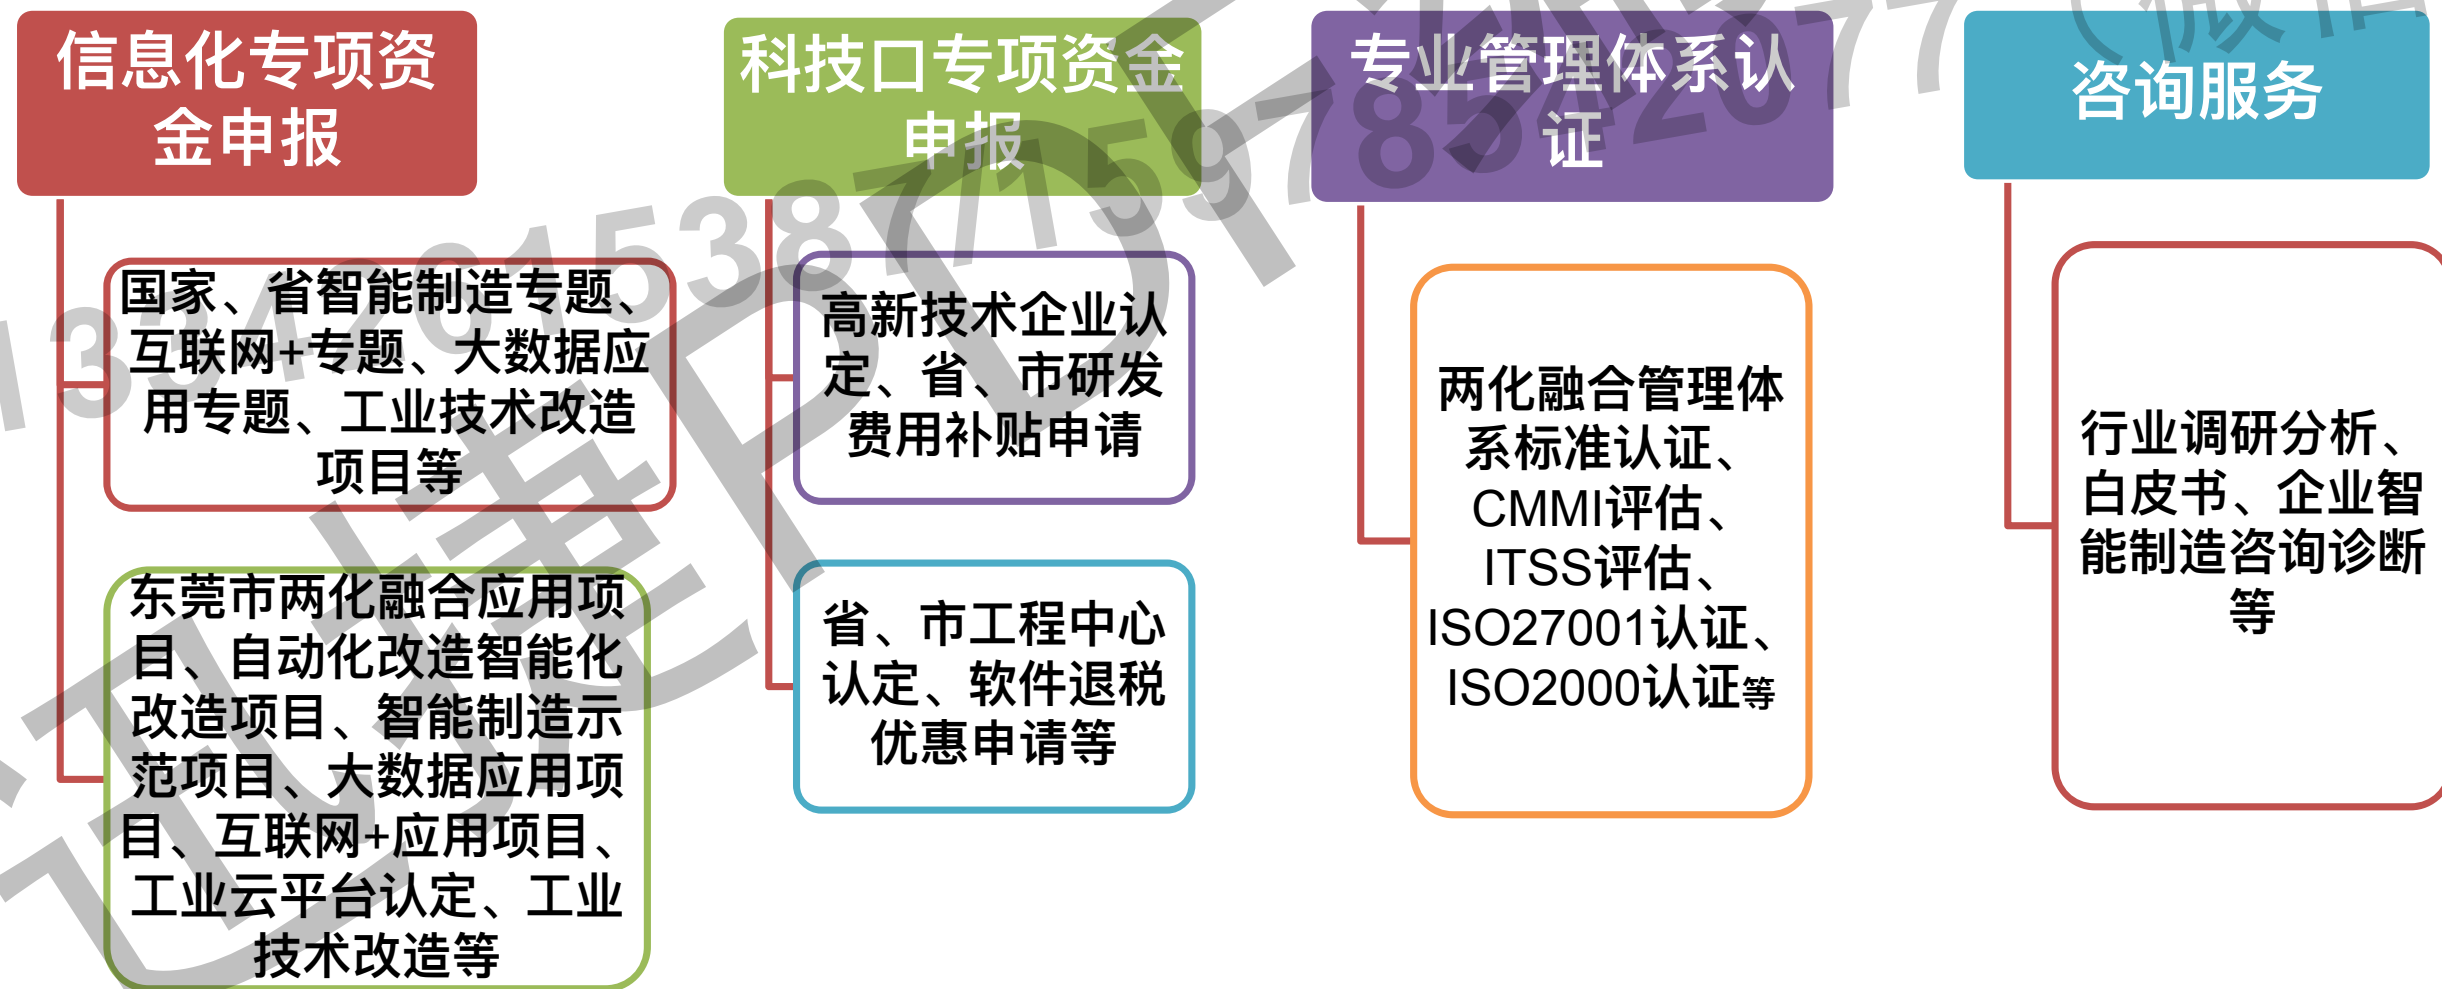 信息化专项资
金申报
国家、省智能制造专题、
互联网+专题、大数据应
用专题、工业技术改造
项目等
东莞市两化融合应用项
目、自动化改造智能化
改造项目、智能制造示
范项目、大数据应用项
目、互联网+应用项目、
工业云平台认定、工业
技术改造等
科技口专项资金
申报
高新技术企业认
定、省、市研发
费用补贴申请
省、市工程中心
认定、软件退税
优惠申请等
专业管理体系认
证
两化融合管理体
系标准认证、
CMMI评估、
ITSS评估、
ISO27001认证、
ISO2000认证等
咨询服务
行业调研分析、
白皮书、企业智
能制造咨询诊断
等
迅捷PDF
13342615387/15978542077（微信